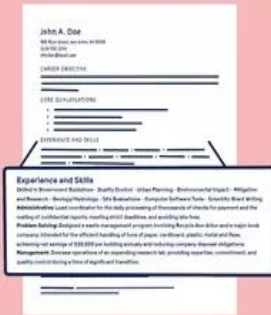 John A. Doe
CAREER OBJECTIVE
CORE QUALIFICATIONS
EXPERIENCE AND SKILLS
Experience and Skills
Skilled in Government Guidelines - Quality Control - Urban Planning - Environmental Impact - Mitigation
and Research - Geology/Hydrology - Site Evaluations - Computer Software Tools - Scientific Grant Writing
Administrative: Lead coordinator for the daily processing of thousands of checks for payment and the
mailing of confidential reports, meeting strict deadlines, and avoiding late fees.
Problem Solving: Designed a waste management program involving Recycle Ann Arbor and a major book
company, intended for the efficient handling of tons of paper, cardboard, plastic, metal and glass,
achieving net savings of $20,000 per building annually and reducing company disposal obligations.
Management: Oversaw operations of an expanding research lab, providing expertise, commitment, and
quality control during a time of significant transition.